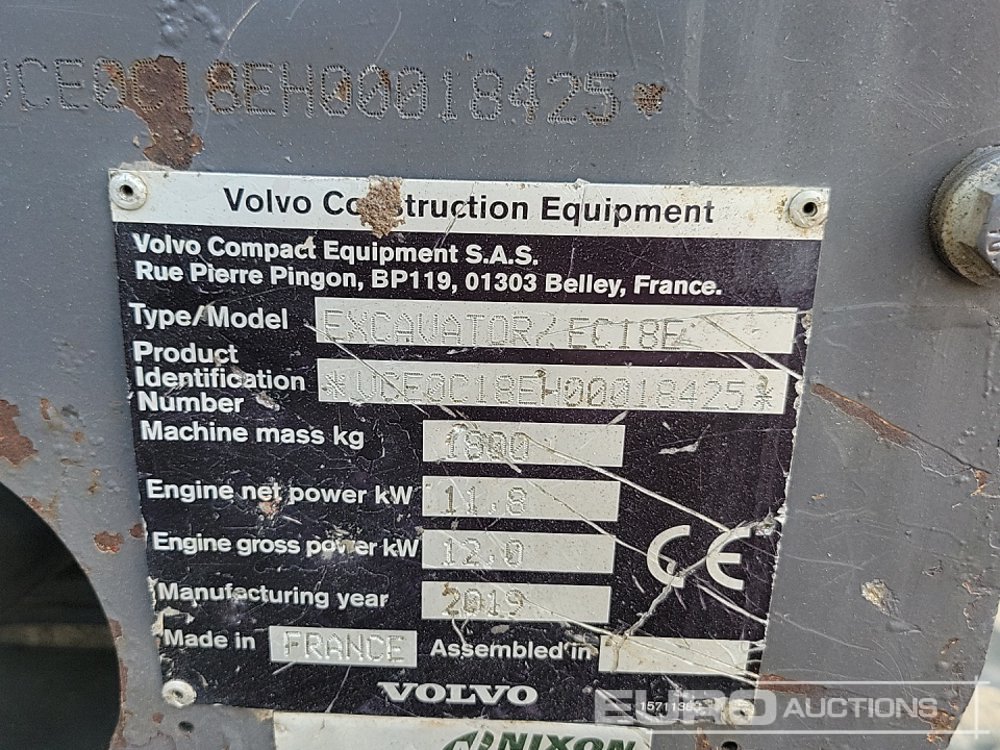 VCE0C18EH00018425*
Volvo Construction Equipment
Volvo Compact Equipment S.A.S.
Rue Pierre Pingon, BP119, 01303 Belley, France.
Type/Model EXCAVATOR/ EC18E
Product Identification Number *VCE0C18EH00018425*
Machine mass kg 1800
Engine net power kW 11.8
Engine gross power kW 12.0
Manufacturing year 2019
CE
Made in FRANCE Assembled in
VOLVO
EURO AUCTIONS
NIXON